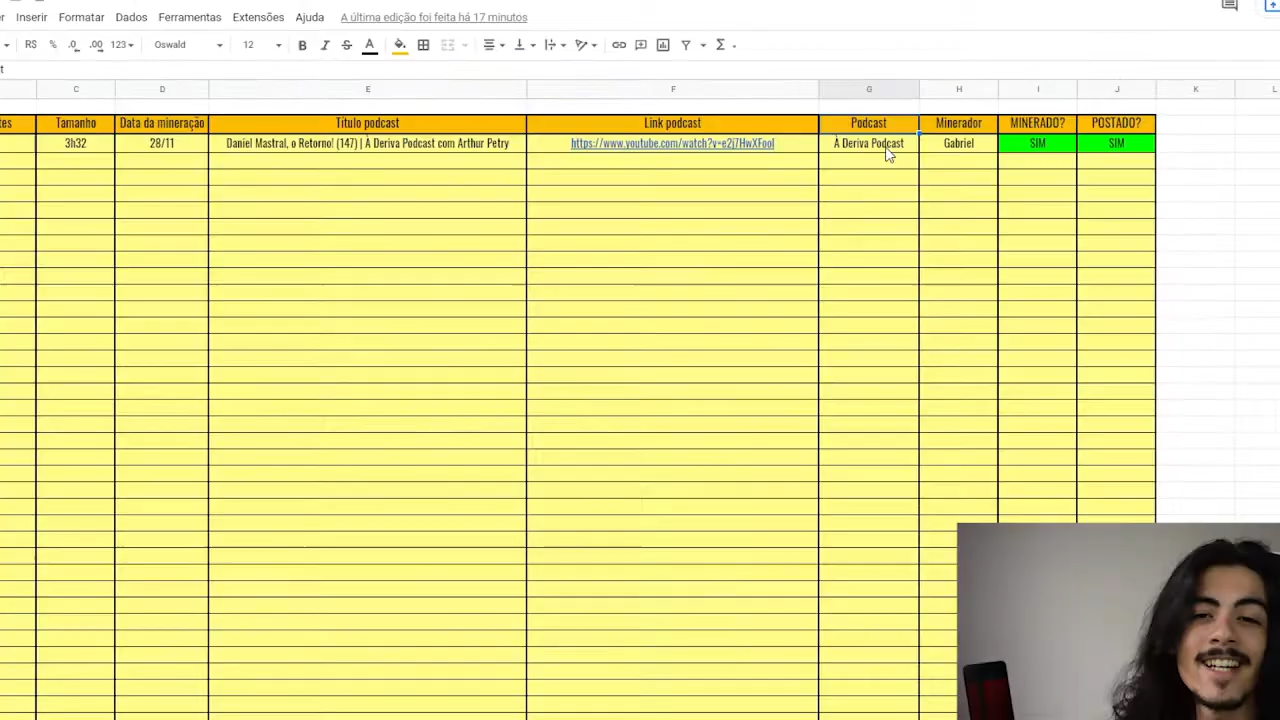 Inserir Formatar Dados Ferramentas Extensões Ajuda A última edição foi feita há 17 minutos
R$ % .0 .00 123 Oswald 12 B I S A
C D E F G H I J K L
Tamanho Data da mineração Título podcast Link podcast Podcast Minerador MINERADO? POSTADO?
3h32 28/11 Daniel Mastral, o Retorno! (147) | À Deriva Podcast com Arthur Petry https://www.youtube.com/watch?v=e2j7HwXFooI À Deriva Podcast Gabriel SIM SIM